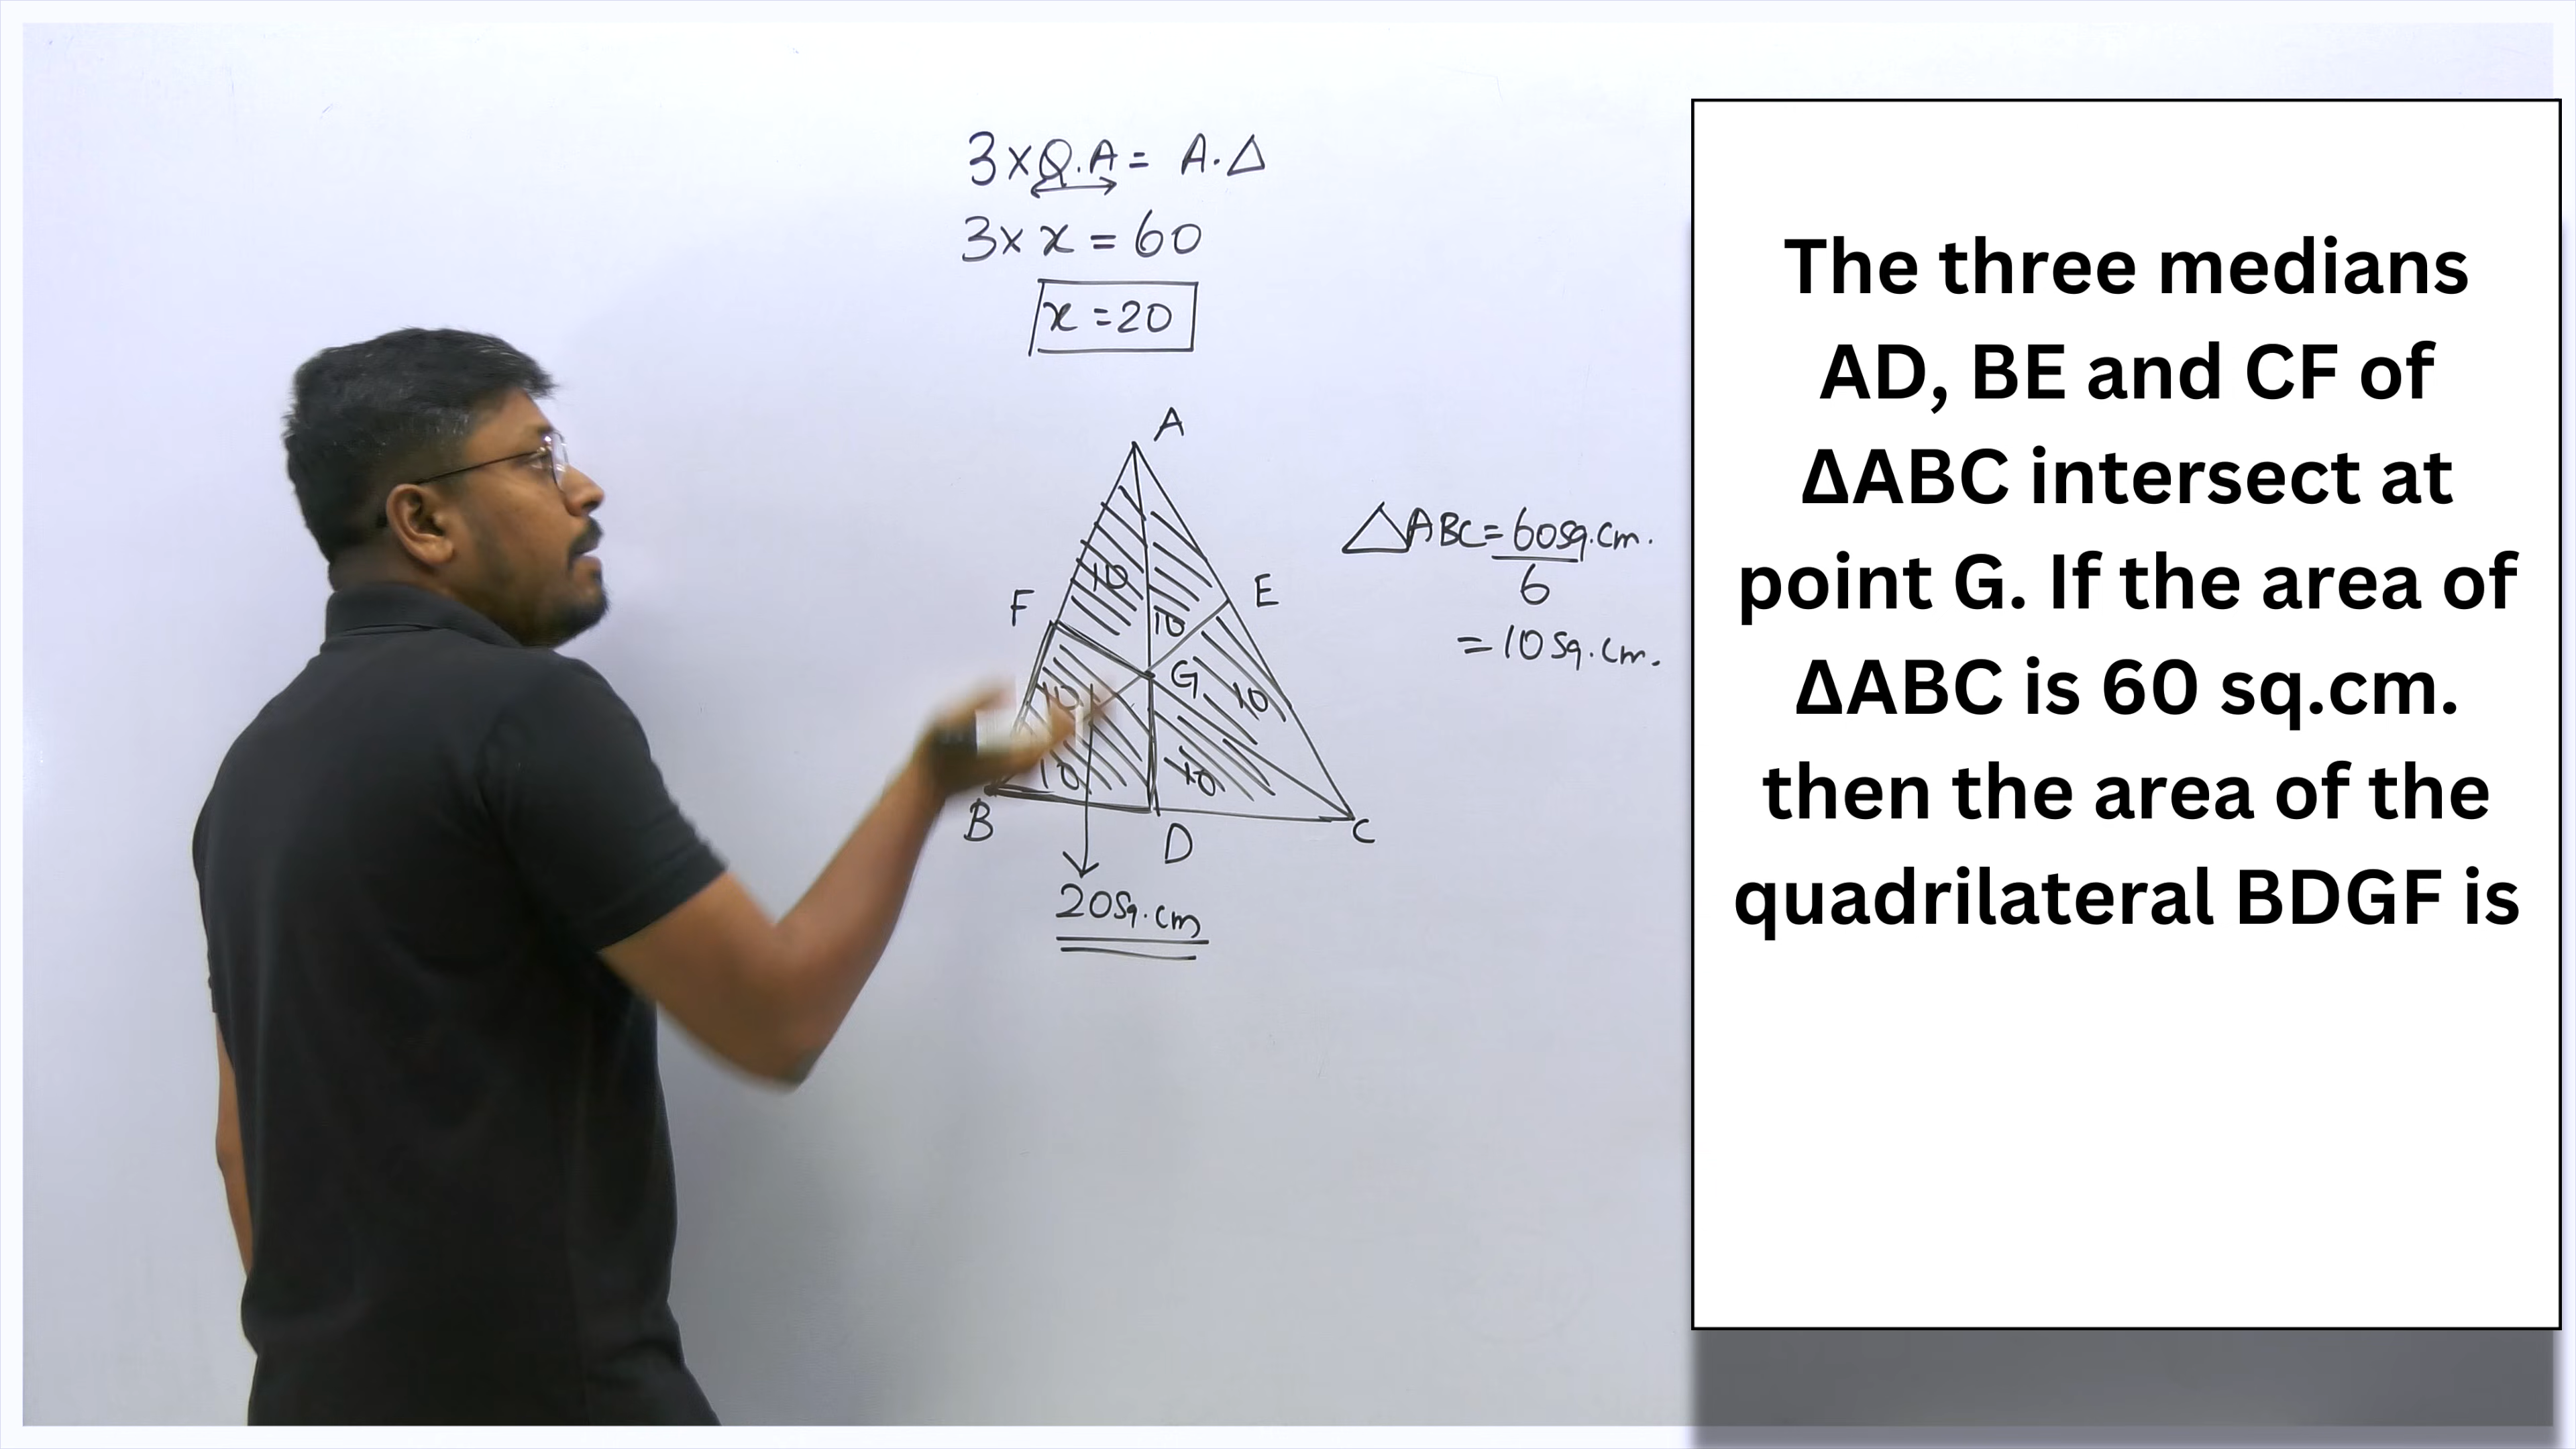 3×Q.A = A.Δ
3× x = 60
x = 20
A
F
E
G
B
D
C
10
10
10
10
10
10
20sq.cm
△ABC = 60sq.cm.
6
= 10sq.cm.
The three medians
AD, BE and CF of
ΔABC intersect at
point G. If the area of
ΔABC is 60 sq.cm.
then the area of the
quadrilateral BDGF is